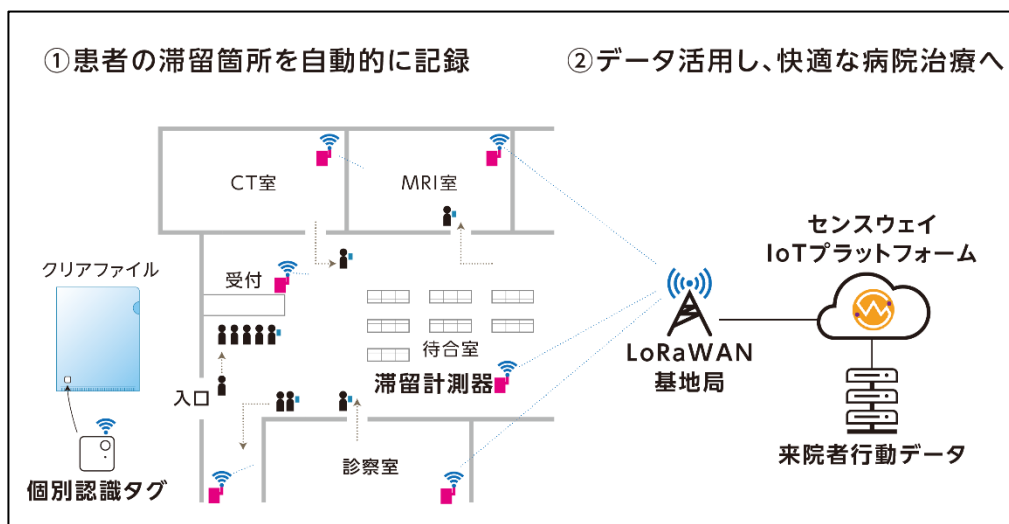 ①患者の滞留箇所を自動的に記録
②データ活用し、快適な病院治療へ
CT室
MRI室
クリアファイル
受付
待合室
滞留計測器
入口
診察室
個別認識タグ
LoRaWAN
基地局
センスウェイ
IoTプラットフォーム
来院者行動データ